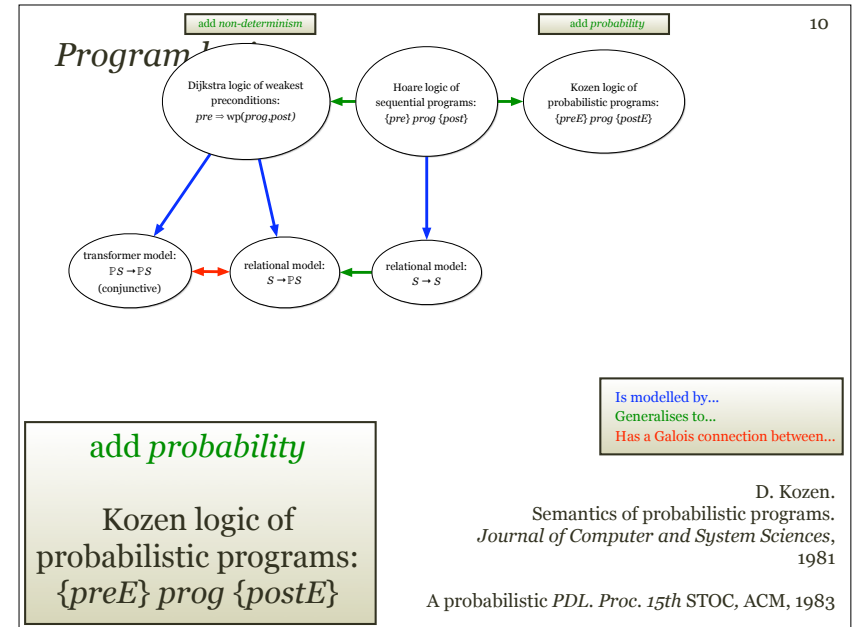 add non-determinism
add probability
10
Program
Dijkstra logic of weakest
preconditions:
pre ⇒ wp(prog,post)
Hoare logic of
sequential programs:
{pre} prog {post}
Kozen logic of
probabilistic programs:
{preE} prog {postE}
transformer model:
ℙS → ℙS
(conjunctive)
relational model:
S → ℙS
relational model:
S → S
Is modelled by...
Generalises to...
Has a Galois connection between...
add probability
Kozen logic of
probabilistic programs:
{preE} prog {postE}
D. Kozen.
Semantics of probabilistic programs.
Journal of Computer and System Sciences,
1981
A probabilistic PDL. Proc. 15th STOC, ACM, 1983